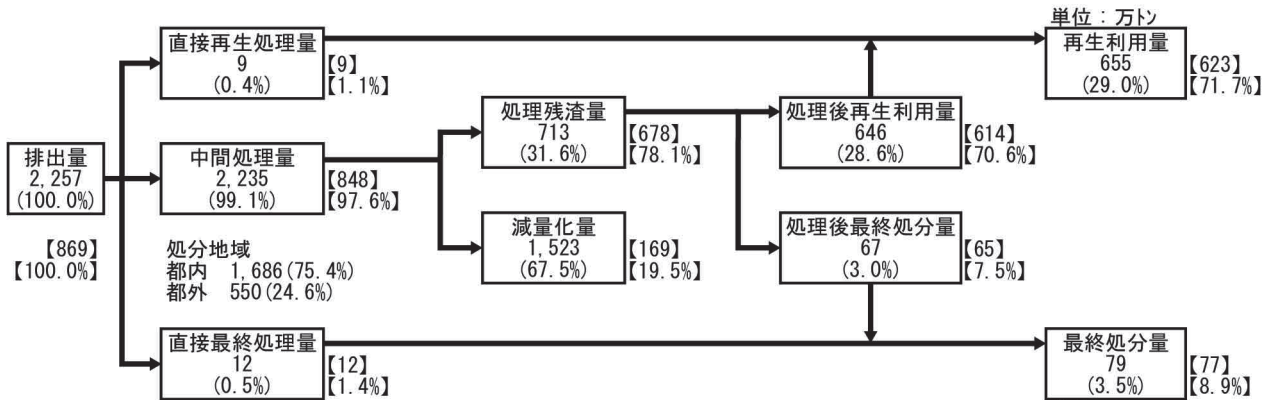 単位：万トン
直接再生処理量
9
(0.4%)
【9】
【1.1%】
再生利用量
655
(29.0%)
【623】
【71.7%】
処理残渣量
713
(31.6%)
【678】
【78.1%】
処理後再生利用量
646
(28.6%)
【614】
【70.6%】
排出量
2,257
(100.0%)
【869】
【100.0%】
中間処理量
2,235
(99.1%)
【848】
【97.6%】
処分地域
都内 1,686(75.4%)
都外 550(24.6%)
減量化量
1,523
(67.5%)
【169】
【19.5%】
処理後最終処分量
67
(3.0%)
【65】
【7.5%】
直接最終処理量
12
(0.5%)
【12】
【1.4%】
最終処分量
79
(3.5%)
【77】
【8.9%】